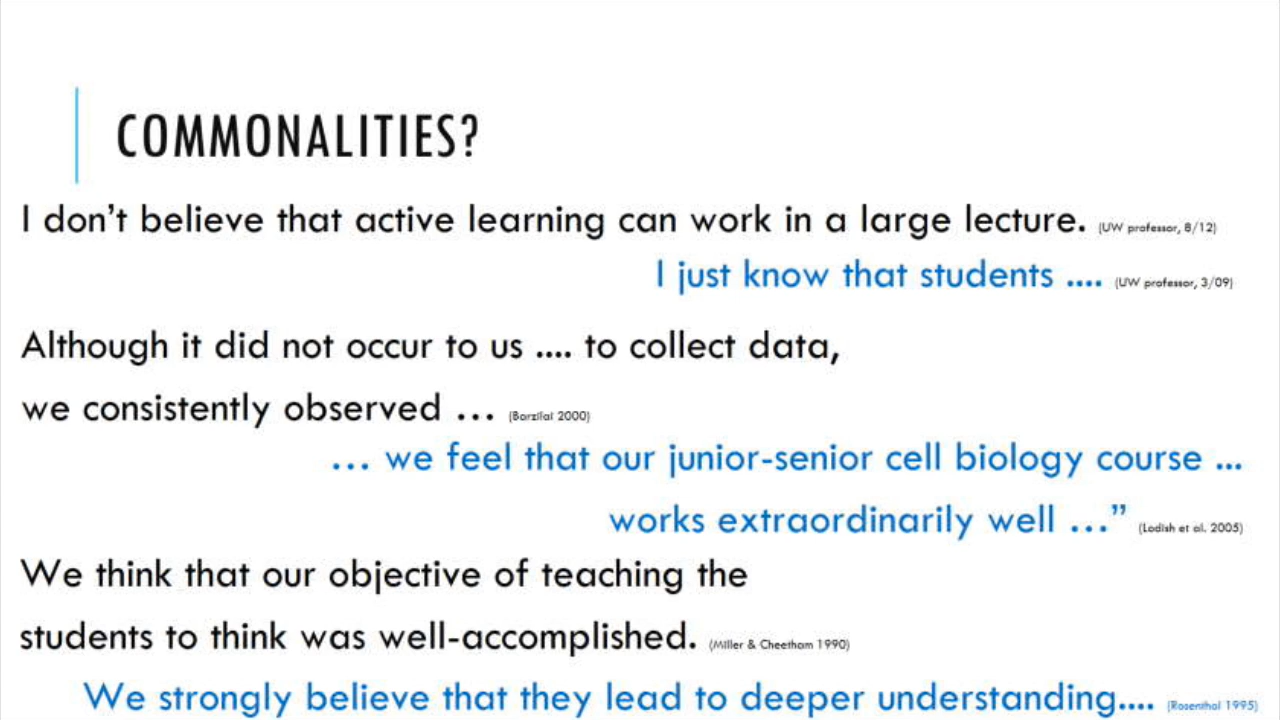 COMMONALITIES?
I don't believe that active learning can work in a large lecture. (UW professor, 8/12)
I just know that students .... (UW professor, 3/09)
Although it did not occur to us .... to collect data,
we consistently observed ... (Barzilai 2000)
... we feel that our junior-senior cell biology course ...
works extraordinarily well ...” (Lodish et al. 2005)
We think that our objective of teaching the
students to think was well-accomplished. (Miller & Cheetham 1990)
We strongly believe that they lead to deeper understanding.... (Rosenthal 1995)